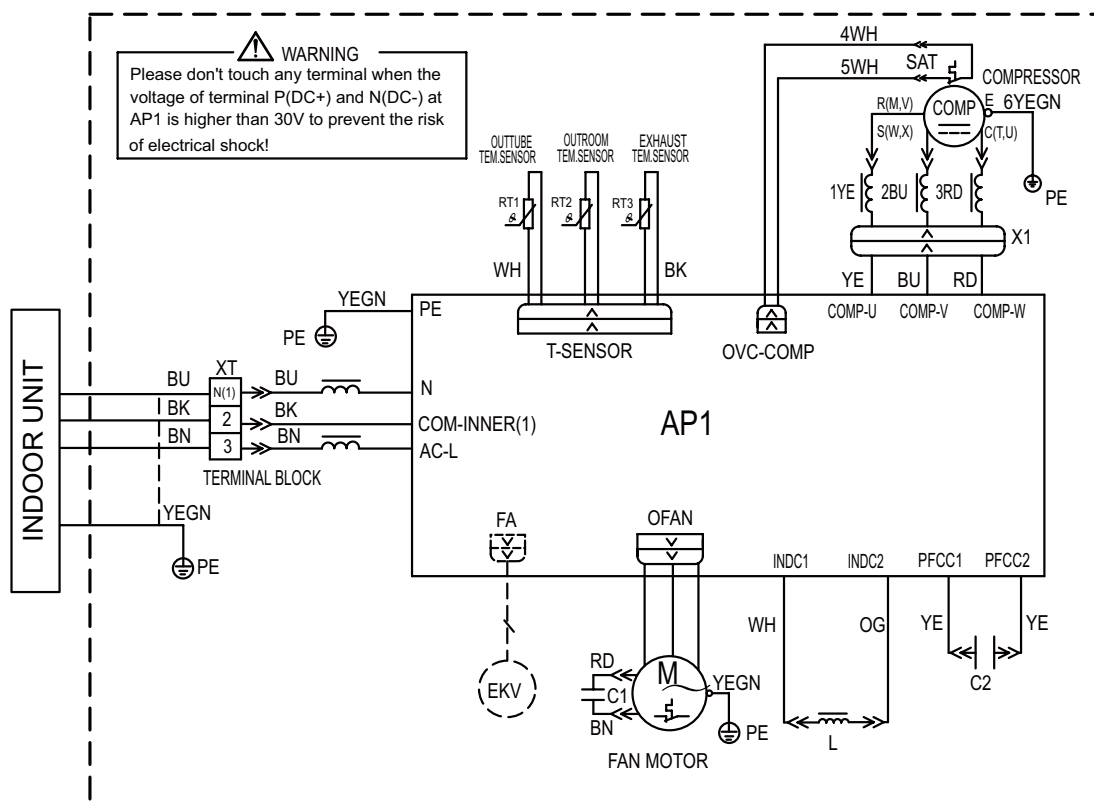 WARNING
Please don't touch any terminal when the
voltage of terminal P(DC+) and N(DC-) at
AP1 is higher than 30V to prevent the risk
of electrical shock!
4WH
5WH
SAT
COMPRESSOR
R(M,V)
COMP
E
6YEGN
S(W,X)
C(T,U)
PE
1YE
2BU
3RD
X1
YE
BU
RD
OUTTUBE
TEM.SENSOR
OUTROOM
TEM.SENSOR
EXHAUST
TEM.SENSOR
RT1
RT2
RT3
WH
BK
YEGN
PE
PE
T-SENSOR
OVC-COMP
COMP-U
COMP-V
COMP-W
INDOOR UNIT
XT
BU
N(1)
BU
N
BK
2
BK
COM-INNER(1)
BN
3
BN
AC-L
TERMINAL BLOCK
AP1
YEGN
PE
FA
OFAN
INDC1
INDC2
PFCC1
PFCC2
WH
OG
YE
YE
EKV
RD
C1
BN
M
YEGN
PE
FAN MOTOR
L
C2